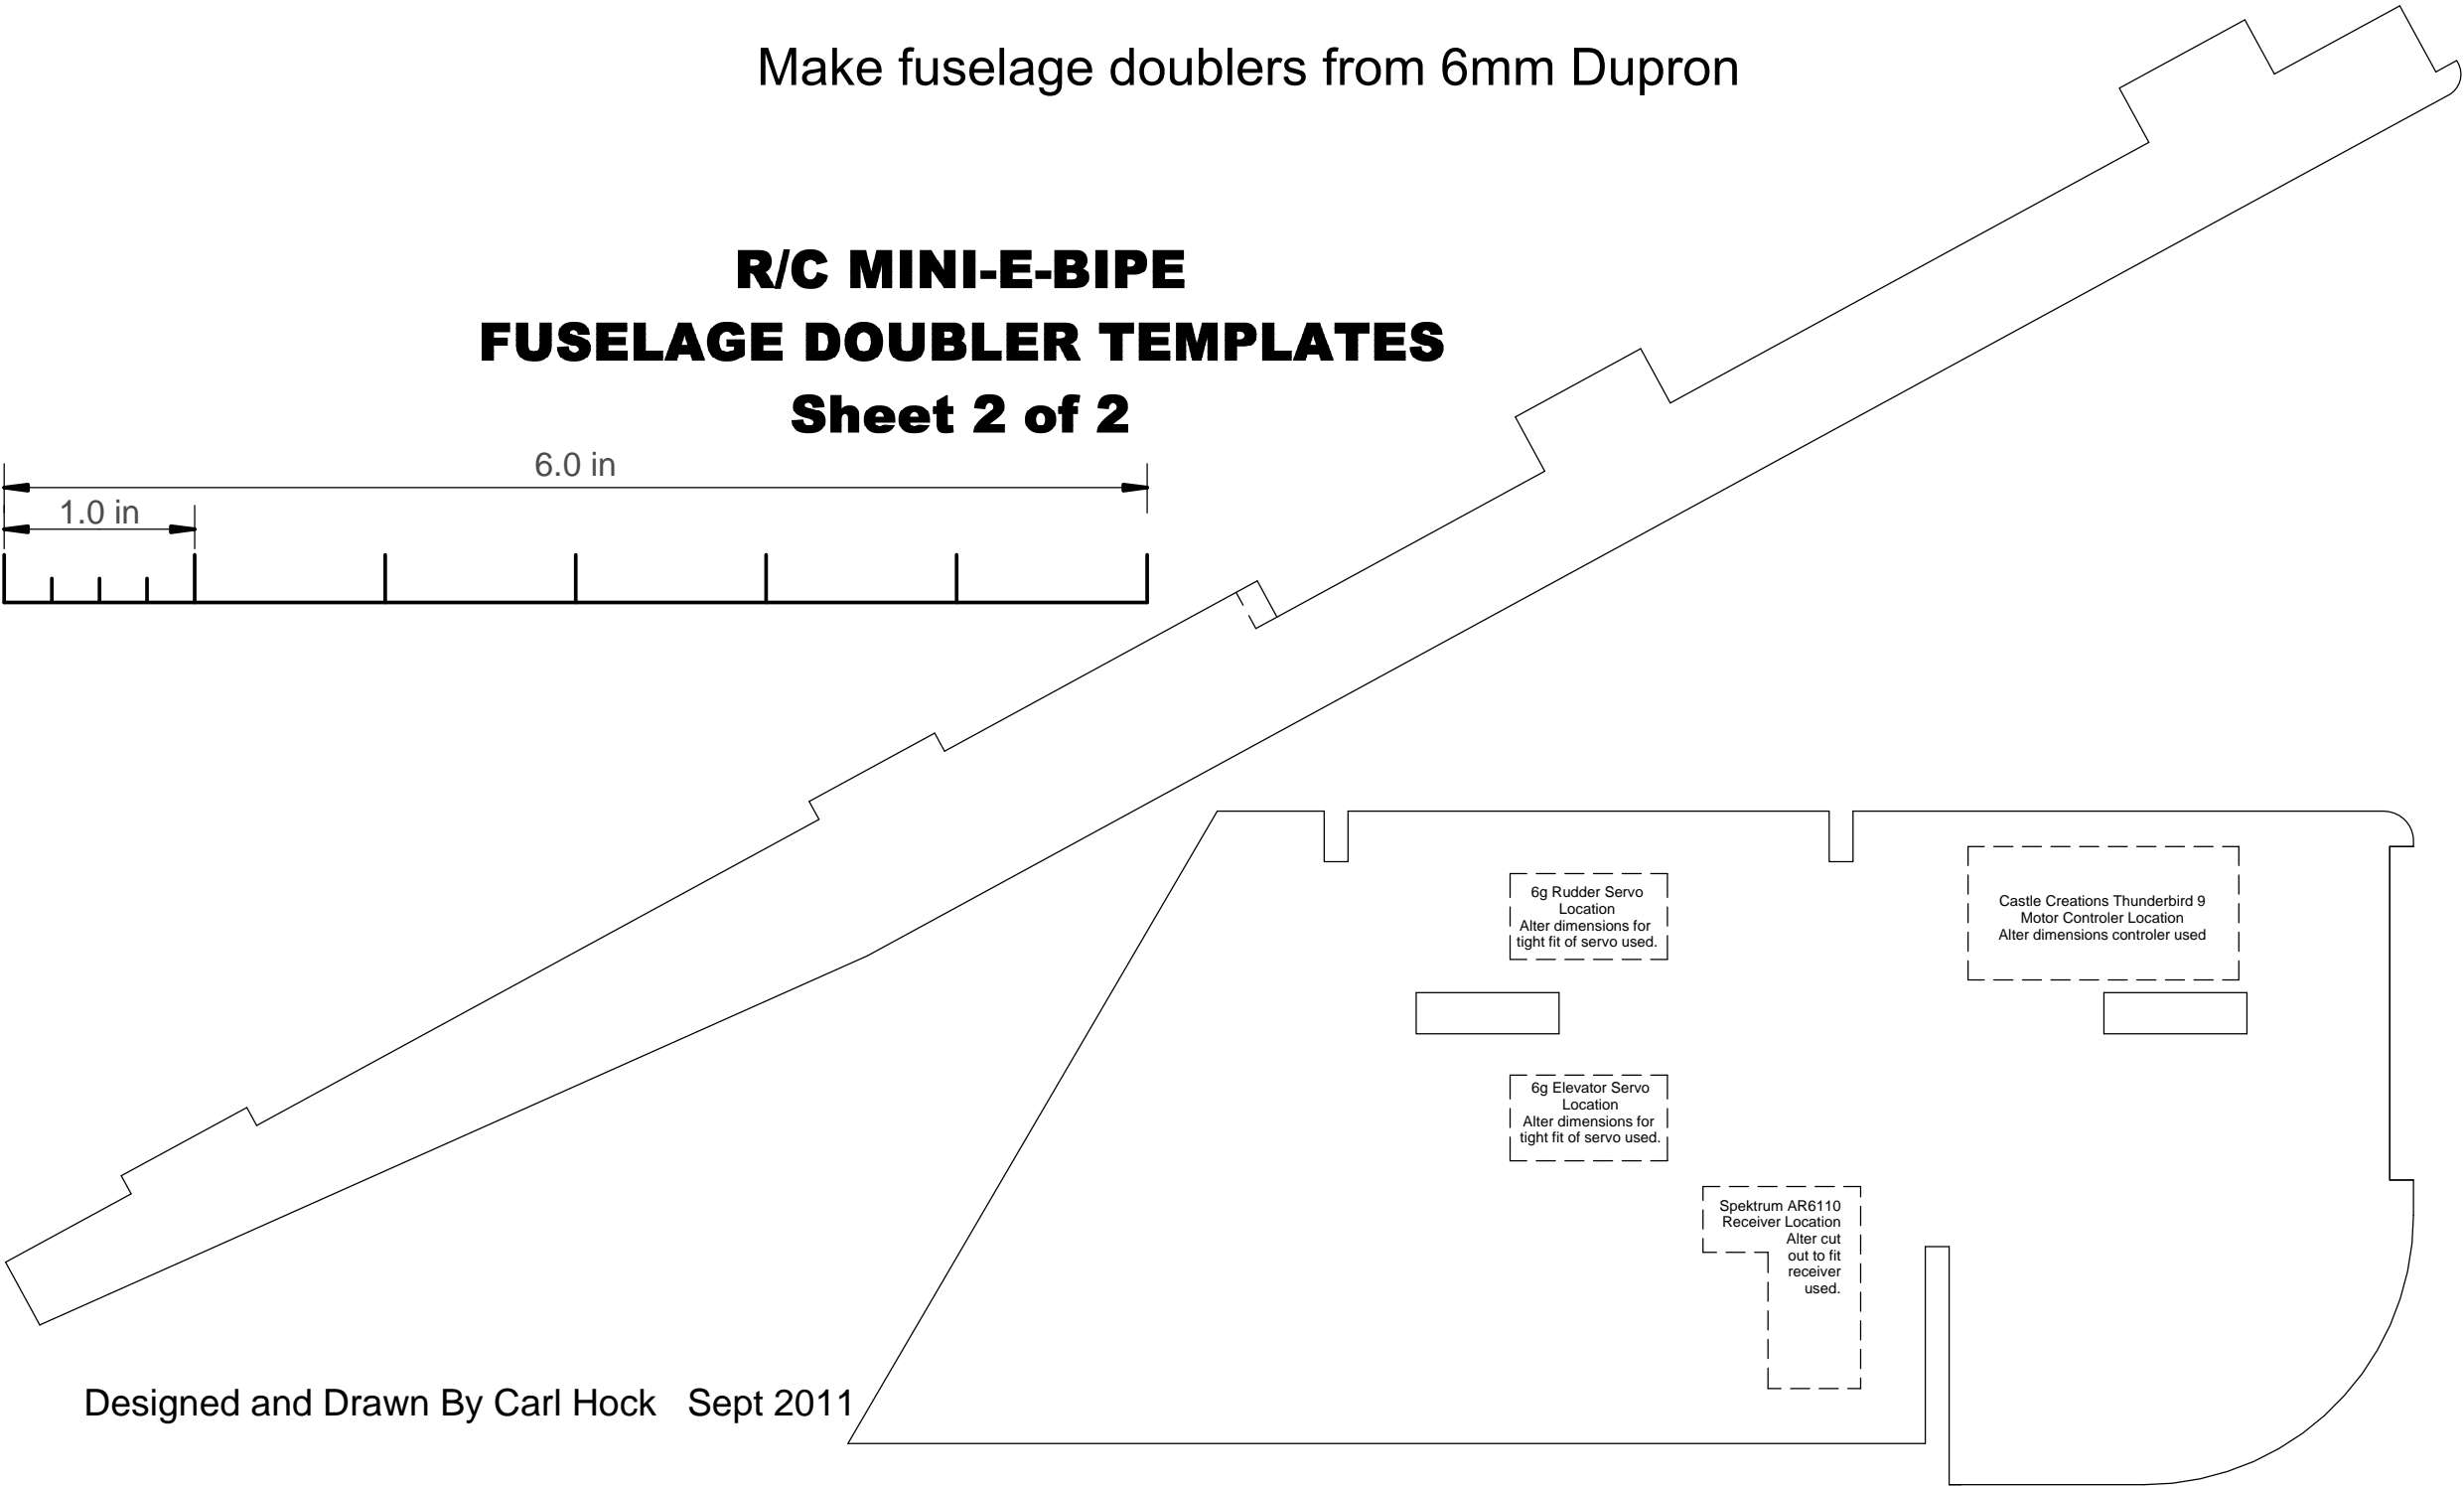 Make fuselage doublers from 6mm Dupron
R/C MINI-E-BIPE
FUSELAGE DOUBLER TEMPLATES
Sheet 2 of 2
6.0 in
1.0 in
6g Rudder Servo
Location
Alter dimensions for
tight fit of servo used.
Castle Creations Thunderbird 9
Motor Controler Location
Alter dimensions controler used
6g Elevator Servo
Location
Alter dimensions for
tight fit of servo used.
Spektrum AR6110
Receiver Location
Alter cut
out to fit
receiver
used.
Designed and Drawn By Carl Hock   Sept 2011